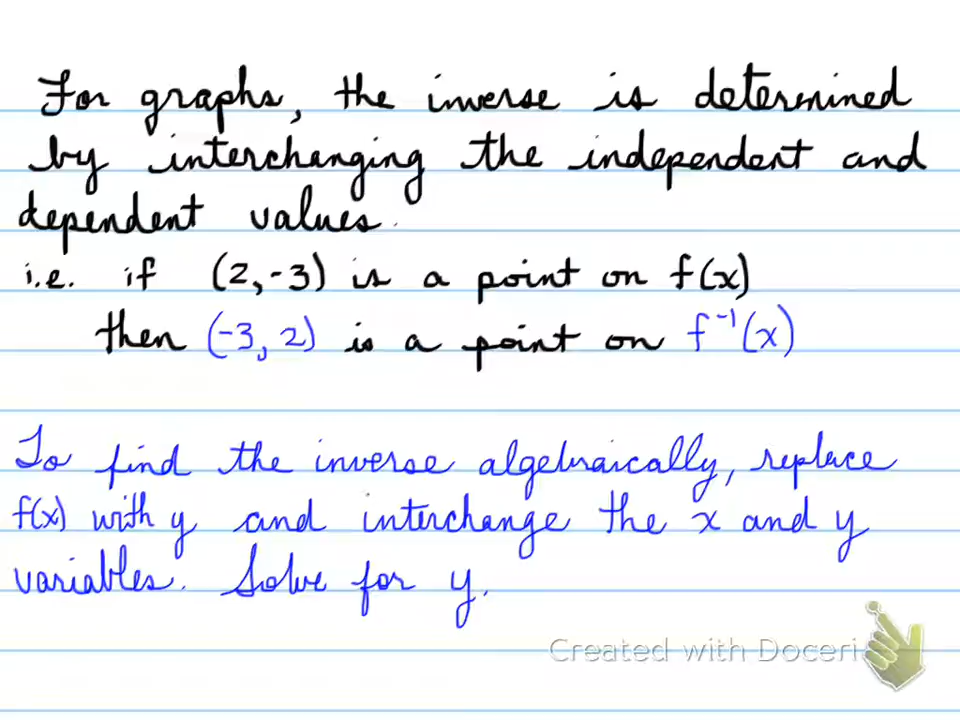 For graphs, the inverse is determined
by interchanging the independent and
dependent values.
i.e. if (2,-3) is a point on f(x)
then (-3, 2) is a point on f⁻¹(x)
To find the inverse algebraically, replace
f(x) with y and interchange the x and y
variables. Solve for y.
Created with Doceri